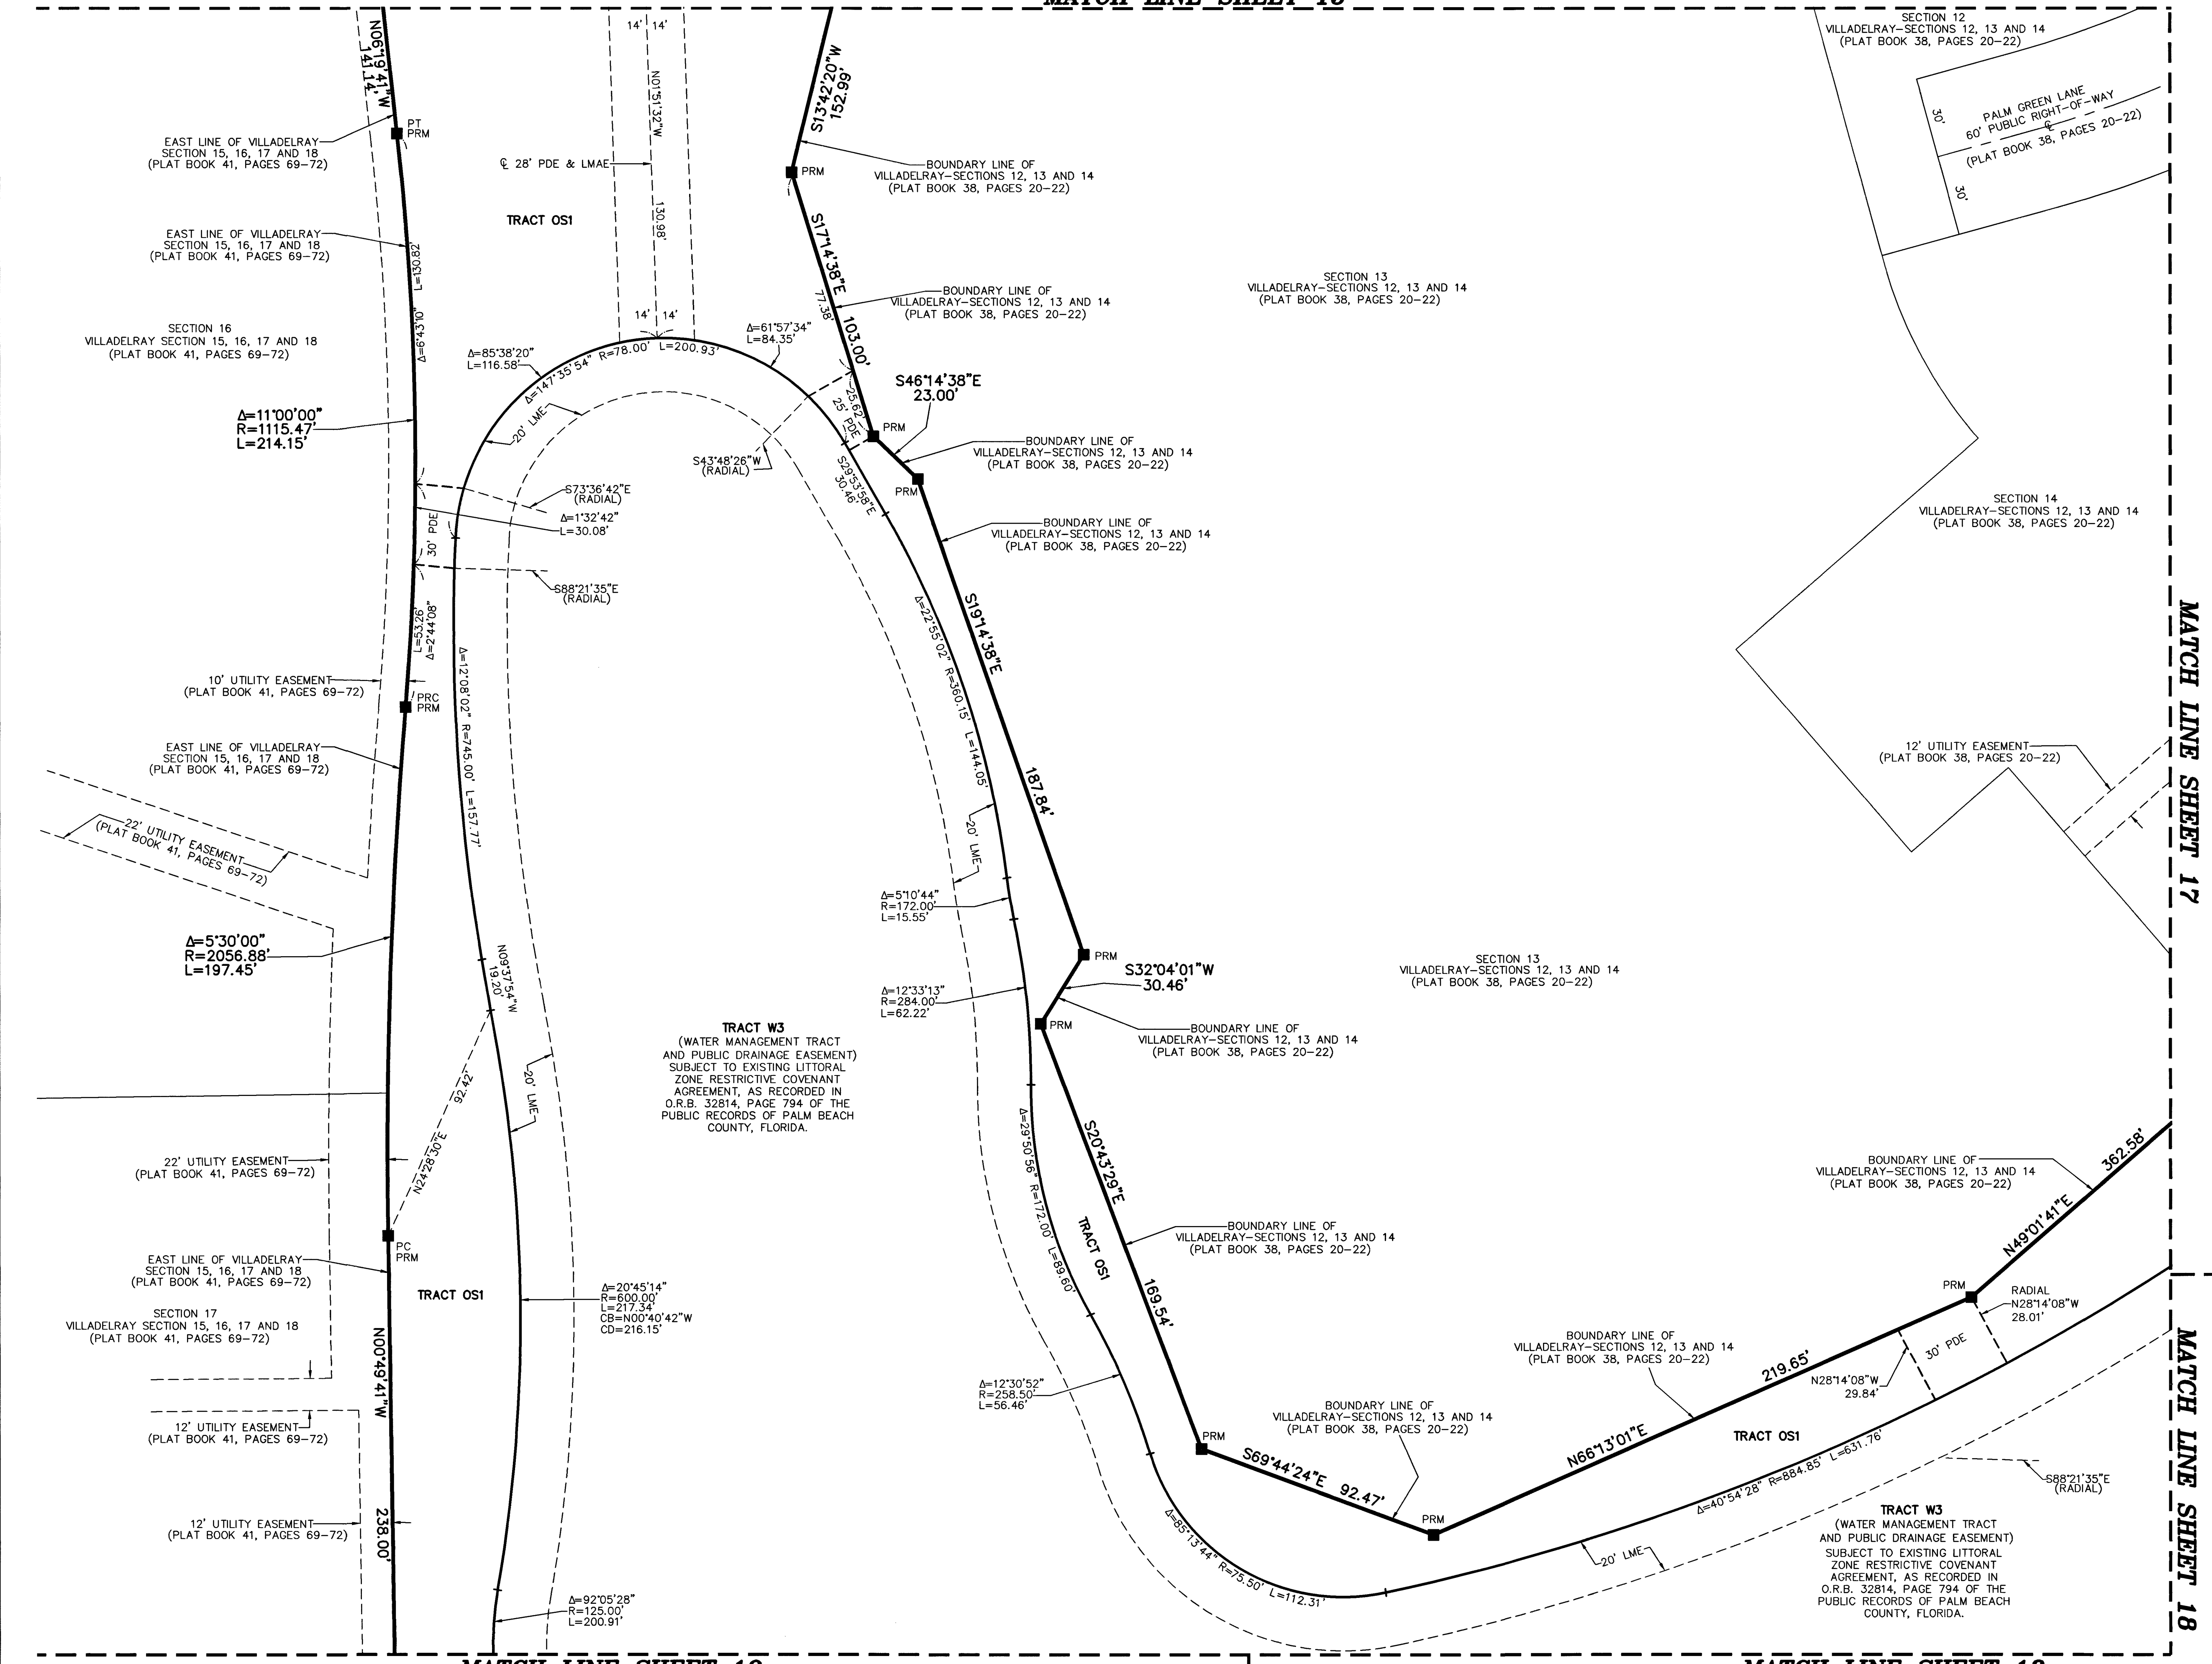 SECTION 12
VILLADELRAY-SECTIONS 12, 13 AND 14
(PLAT BOOK 38, PAGES 20-22)
PALM GREEN LANE
60' PUBLIC RIGHT-OF-WAY
℄
(PLAT BOOK 38, PAGES 20-22)
30'
30'
N06°19'41"W
141.14'
PT
PRM
EAST LINE OF VILLADELRAY
SECTION 15, 16, 17 AND 18
(PLAT BOOK 41, PAGES 69-72)
14' 14'
N01°51'32"W
130.98'
℄ 28' PDE & LMAE
14' 14'
TRACT OS1
S13°42'20"W
152.99'
BOUNDARY LINE OF
VILLADELRAY-SECTIONS 12, 13 AND 14
(PLAT BOOK 38, PAGES 20-22)
PRM
EAST LINE OF VILLADELRAY
SECTION 15, 16, 17 AND 18
(PLAT BOOK 41, PAGES 69-72)
L=130.82'
Δ=6°43'10"
S17°14'38"E
103.00'
77.38'
BOUNDARY LINE OF
VILLADELRAY-SECTIONS 12, 13 AND 14
(PLAT BOOK 38, PAGES 20-22)
SECTION 13
VILLADELRAY-SECTIONS 12, 13 AND 14
(PLAT BOOK 38, PAGES 20-22)
SECTION 16
VILLADELRAY SECTION 15, 16, 17 AND 18
(PLAT BOOK 41, PAGES 69-72)
Δ=85°38'20"
L=116.58'
Δ=147°35'54" R=78.00' L=200.93'
Δ=61°57'34"
L=84.35'
20' LME
25.62'
25' PDE
S46°14'38"E
23.00'
PRM
Δ=11°00'00"
R=1115.47'
L=214.15'
S43°48'26"W
(RADIAL)
S29°53'58"E
30.46'
PRM
BOUNDARY LINE OF
VILLADELRAY-SECTIONS 12, 13 AND 14
(PLAT BOOK 38, PAGES 20-22)
S73°36'42"E
(RADIAL)
Δ=1°32'42"
L=30.08'
30' PDE
S88°21'35"E
(RADIAL)
BOUNDARY LINE OF
VILLADELRAY-SECTIONS 12, 13 AND 14
(PLAT BOOK 38, PAGES 20-22)
SECTION 14
VILLADELRAY-SECTIONS 12, 13 AND 14
(PLAT BOOK 38, PAGES 20-22)
L=53.26'
Δ=2°44'08"
10' UTILITY EASEMENT
(PLAT BOOK 41, PAGES 69-72)
PRC
PRM
Δ=12°08'02" R=745.00' L=157.77'
Δ=22°55'02" R=360.15' L=144.05'
S19°14'38"E
187.84'
MATCH LINE SHEET 17
EAST LINE OF VILLADELRAY
SECTION 15, 16, 17 AND 18
(PLAT BOOK 41, PAGES 69-72)
12' UTILITY EASEMENT
(PLAT BOOK 38, PAGES 20-22)
22' UTILITY EASEMENT
(PLAT BOOK 41, PAGES 69-72)
20' LME
Δ=5°10'44"
R=172.00'
L=15.55'
Δ=5°30'00"
R=2056.88'
L=197.45'
N09°37'54"W
19.20'
PRM
S32°04'01"W
30.46'
SECTION 13
VILLADELRAY-SECTIONS 12, 13 AND 14
(PLAT BOOK 38, PAGES 20-22)
Δ=12°33'13"
R=284.00'
L=62.22'
PRM
BOUNDARY LINE OF
VILLADELRAY-SECTIONS 12, 13 AND 14
(PLAT BOOK 38, PAGES 20-22)
TRACT W3
(WATER MANAGEMENT TRACT
AND PUBLIC DRAINAGE EASEMENT)
SUBJECT TO EXISTING LITTORAL
ZONE RESTRICTIVE COVENANT
AGREEMENT, AS RECORDED IN
O.R.B. 32814, PAGE 794 OF THE
PUBLIC RECORDS OF PALM BEACH
COUNTY, FLORIDA.
92.42'
N24°28'30"E
20' LME
22' UTILITY EASEMENT
(PLAT BOOK 41, PAGES 69-72)
Δ=29°50'56" R=172.00' L=89.60'
S20°43'29"E
169.54'
TRACT OS1
BOUNDARY LINE OF
VILLADELRAY-SECTIONS 12, 13 AND 14
(PLAT BOOK 38, PAGES 20-22)
BOUNDARY LINE OF
VILLADELRAY-SECTIONS 12, 13 AND 14
(PLAT BOOK 38, PAGES 20-22)
N49°01'41"E
362.58'
PC
PRM
EAST LINE OF VILLADELRAY
SECTION 15, 16, 17 AND 18
(PLAT BOOK 41, PAGES 69-72)
TRACT OS1
Δ=20°45'14"
R=600.00'
L=217.34'
CB=N00°40'42"W
CD=216.15'
PRM
RADIAL
N28°14'08"W
28.01'
SECTION 17
VILLADELRAY SECTION 15, 16, 17 AND 18
(PLAT BOOK 41, PAGES 69-72)
N00°49'41"W
238.00'
BOUNDARY LINE OF
VILLADELRAY-SECTIONS 12, 13 AND 14
(PLAT BOOK 38, PAGES 20-22)
30' PDE
N28°14'08"W
29.84'
N66°13'01"E
219.65'
MATCH LINE SHEET 18
Δ=12°30'52"
R=258.50'
L=56.46'
BOUNDARY LINE OF
VILLADELRAY-SECTIONS 12, 13 AND 14
(PLAT BOOK 38, PAGES 20-22)
12' UTILITY EASEMENT
(PLAT BOOK 41, PAGES 69-72)
PRM
S69°44'24"E
92.47'
PRM
TRACT OS1
Δ=40°54'28" R=884.85' L=631.76'
S88°21'35"E
(RADIAL)
12' UTILITY EASEMENT
(PLAT BOOK 41, PAGES 69-72)
Δ=85°13'44" R=75.50' L=112.31'
20' LME
TRACT W3
(WATER MANAGEMENT TRACT
AND PUBLIC DRAINAGE EASEMENT)
SUBJECT TO EXISTING LITTORAL
ZONE RESTRICTIVE COVENANT
AGREEMENT, AS RECORDED IN
O.R.B. 32814, PAGE 794 OF THE
PUBLIC RECORDS OF PALM BEACH
COUNTY, FLORIDA.
Δ=92°05'28"
R=125.00'
L=200.91'
MATCH LINE SHEET
MATCH LINE SHEET
MATCH LINE SHEET